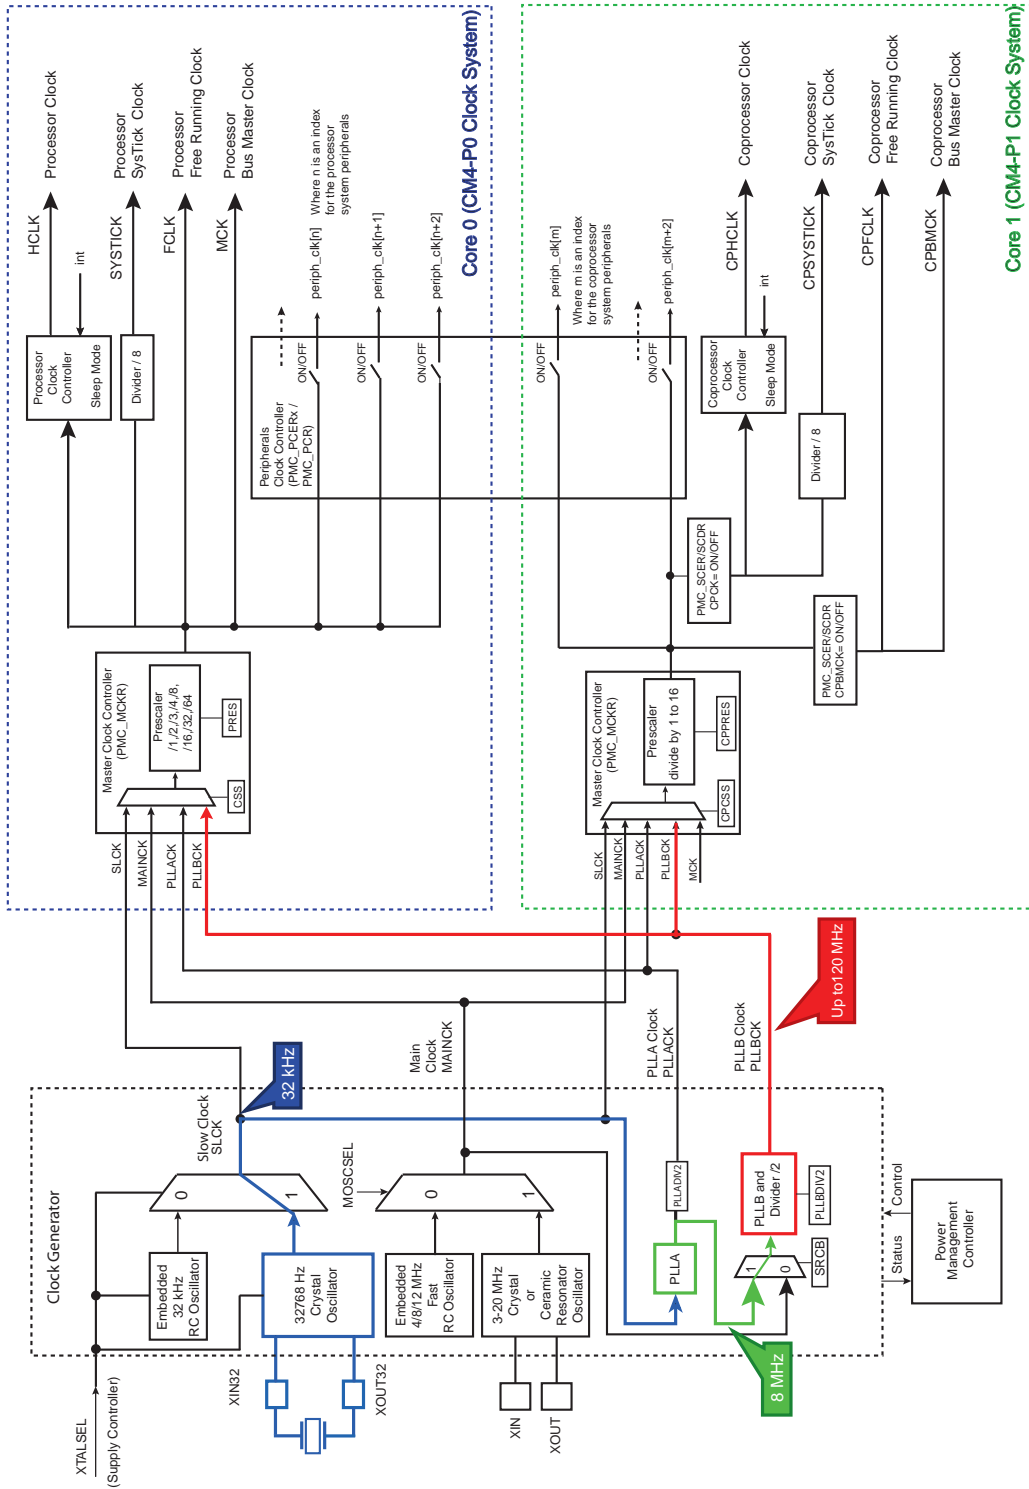 XTALSEL
(Supply Controller)
Clock Generator
Embedded
32 kHz
RC Oscillator
0
1
Slow Clock
SLCK
32 kHz
XIN32
XOUT32
32768 Hz
Crystal
Oscillator
MOSCSEL
Embedded
4/8/12 MHz
Fast
RC Oscillator
0
1
Main
Clock
MAINCK
XIN
XOUT
3-20 MHz
Crystal
or
Ceramic
Resonator
Oscillator
PLLA
PLLADIV2
PLLA Clock
PLLACK
8 MHz
1
0
SRCB
PLLB and
Divider /2
PLLBDIV2
PLLB Clock
PLLBCK
Up to120 MHz
Status
Control
Power
Management
Controller
SLCK
MAINCK
PLLACK
PLLBCK
Master Clock Controller
(PMC_MCKR)
Prescaler
/1,/2,/3,/4,/8,
/16,/32,/64
CSS
PRES
Processor
Clock
Controller
Sleep Mode
int
HCLK
Processor Clock
Divider / 8
SYSTICK
Processor
SysTick Clock
FCLK
Processor
Free Running Clock
MCK
Processor
Bus Master Clock
Peripherals
Clock Controller
(PMC_PCERx /
PMC_PCR)
ON/OFF
periph_clk[n]
Where n is an index
for the processor
system peripherals
ON/OFF
periph_clk[n+1]
ON/OFF
periph_clk[n+2]
Core 0 (CM4-P0 Clock System)
SLCK
MAINCK
PLLACK
PLLBCK
MCK
Master Clock Controller
(PMC_MCKR)
Prescaler
divide by 1 to 16
CPCSS
CPPRES
ON/OFF
periph_clk[m]
Where m is an index
for the coprocessor
system peripherals
ON/OFF
periph_clk[m+2]
PMC_SCER/SCDR
CPCK= ON/OFF
Coprocessor
Clock
Controller
Sleep Mode
int
CPHCLK
Coprocessor Clock
Divider / 8
CPSYSTICK
Coprocessor
SysTick Clock
PMC_SCER/SCDR
CPBMCK= ON/OFF
CPFCLK
Coprocessor
Free Running Clock
CPBMCK
Coprocessor
Bus Master Clock
Core 1 (CM4-P1 Clock System)